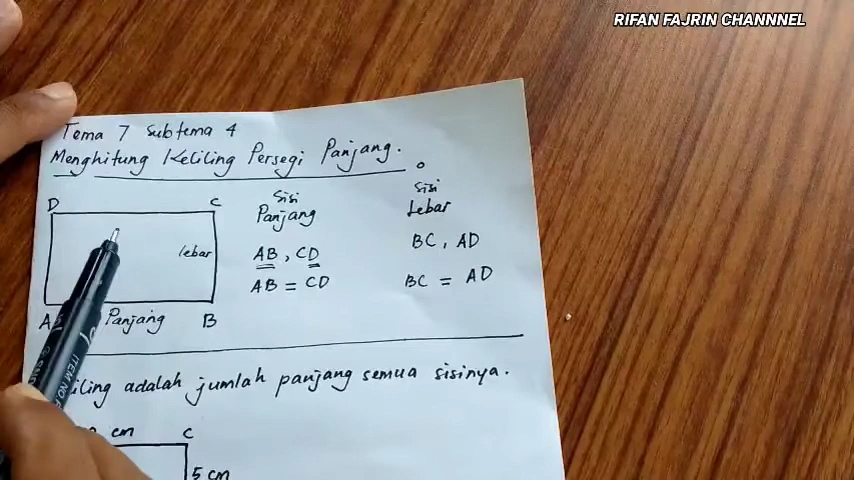 RIFAN FAJRIN CHANNNEL
Tema 7 Subtema 4
Menghitung Keliling Persegi Panjang.
D C
lebar
A Panjang B
Sisi
Panjang
AB, CD
AB = CD
Sisi
Lebar
BC, AD
BC = AD
adalah jumlah panjang semua sisinya.
cm C
5 cm